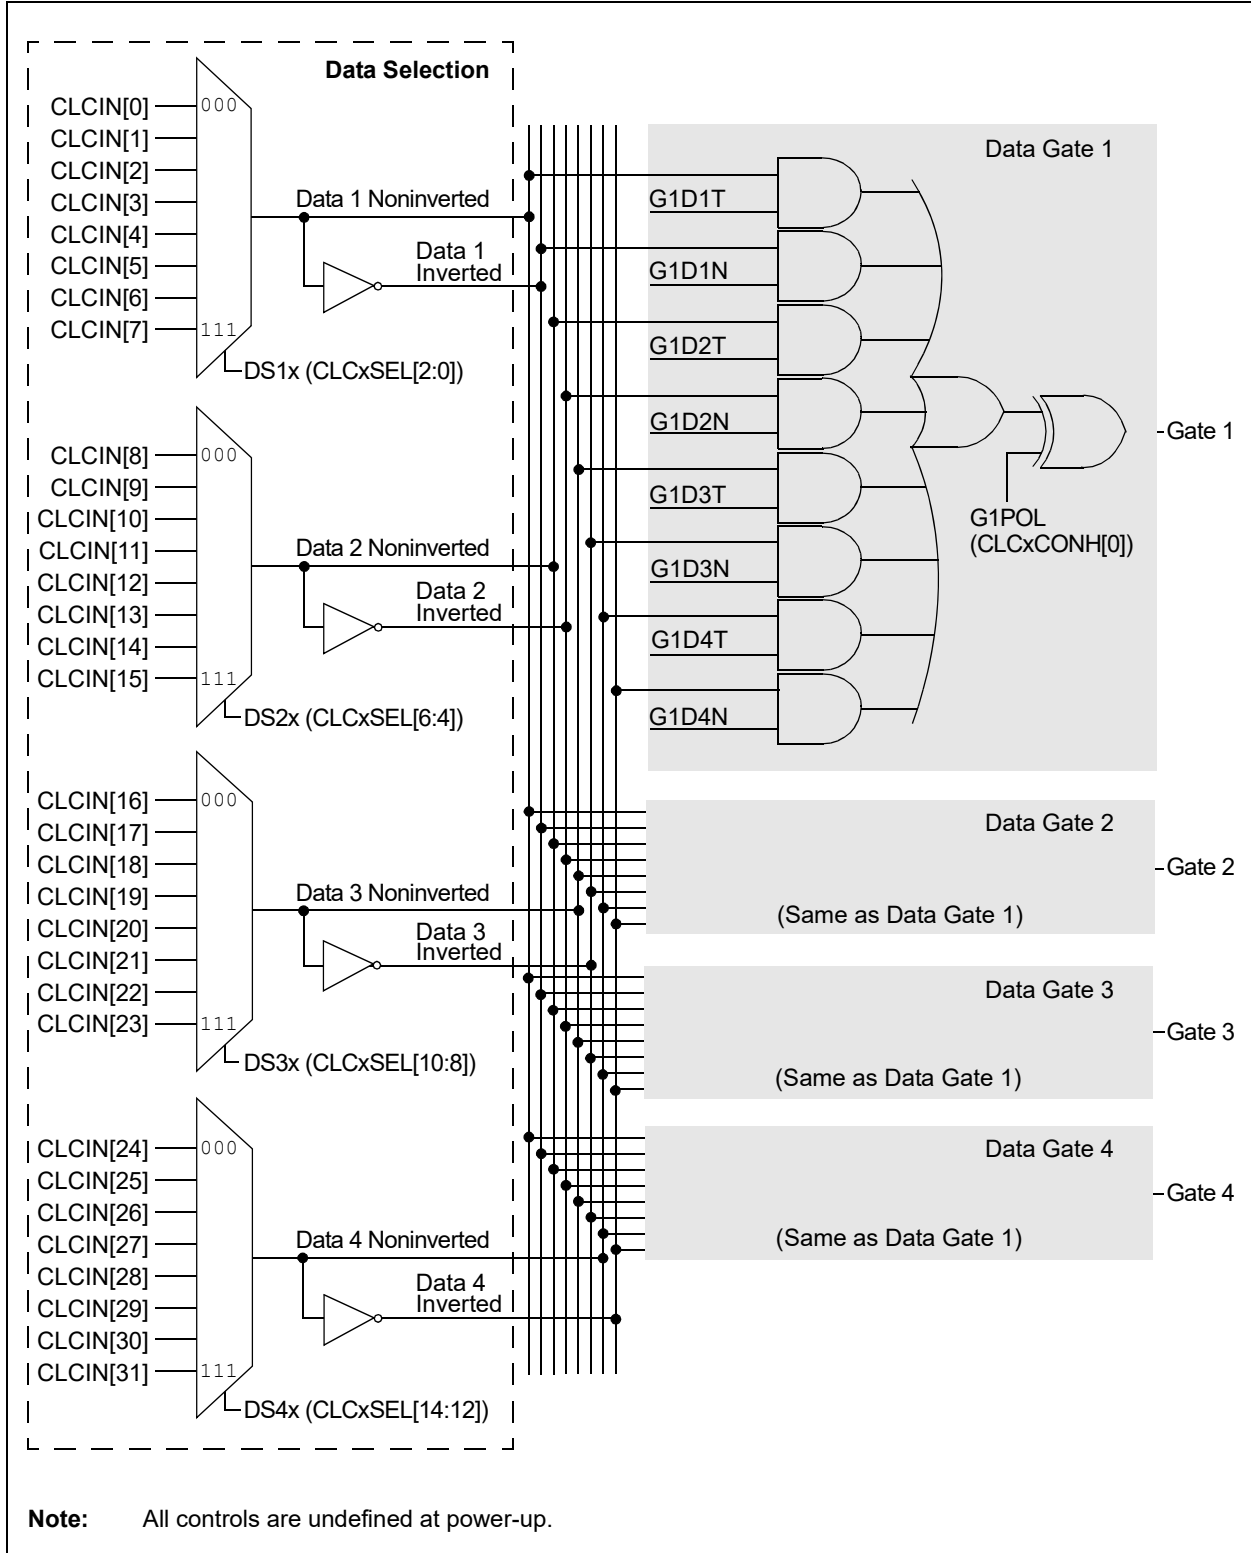 Data Selection
CLCIN[0]
CLCIN[1]
CLCIN[2]
CLCIN[3]
CLCIN[4]
CLCIN[5]
CLCIN[6]
CLCIN[7]
000
111
Data 1 Noninverted
Data 1
Inverted
DS1x (CLCxSEL[2:0])
CLCIN[8]
CLCIN[9]
CLCIN[10]
CLCIN[11]
CLCIN[12]
CLCIN[13]
CLCIN[14]
CLCIN[15]
000
111
Data 2 Noninverted
Data 2
Inverted
DS2x (CLCxSEL[6:4])
CLCIN[16]
CLCIN[17]
CLCIN[18]
CLCIN[19]
CLCIN[20]
CLCIN[21]
CLCIN[22]
CLCIN[23]
000
111
Data 3 Noninverted
Data 3
Inverted
DS3x (CLCxSEL[10:8])
CLCIN[24]
CLCIN[25]
CLCIN[26]
CLCIN[27]
CLCIN[28]
CLCIN[29]
CLCIN[30]
CLCIN[31]
000
111
Data 4 Noninverted
Data 4
Inverted
DS4x (CLCxSEL[14:12])
Data Gate 1
G1D1T
G1D1N
G1D2T
G1D2N
G1D3T
G1D3N
G1D4T
G1D4N
G1POL
(CLCxCONH[0])
Gate 1
Data Gate 2
(Same as Data Gate 1)
Gate 2
Data Gate 3
(Same as Data Gate 1)
Gate 3
Data Gate 4
(Same as Data Gate 1)
Gate 4
Note: All controls are undefined at power-up.